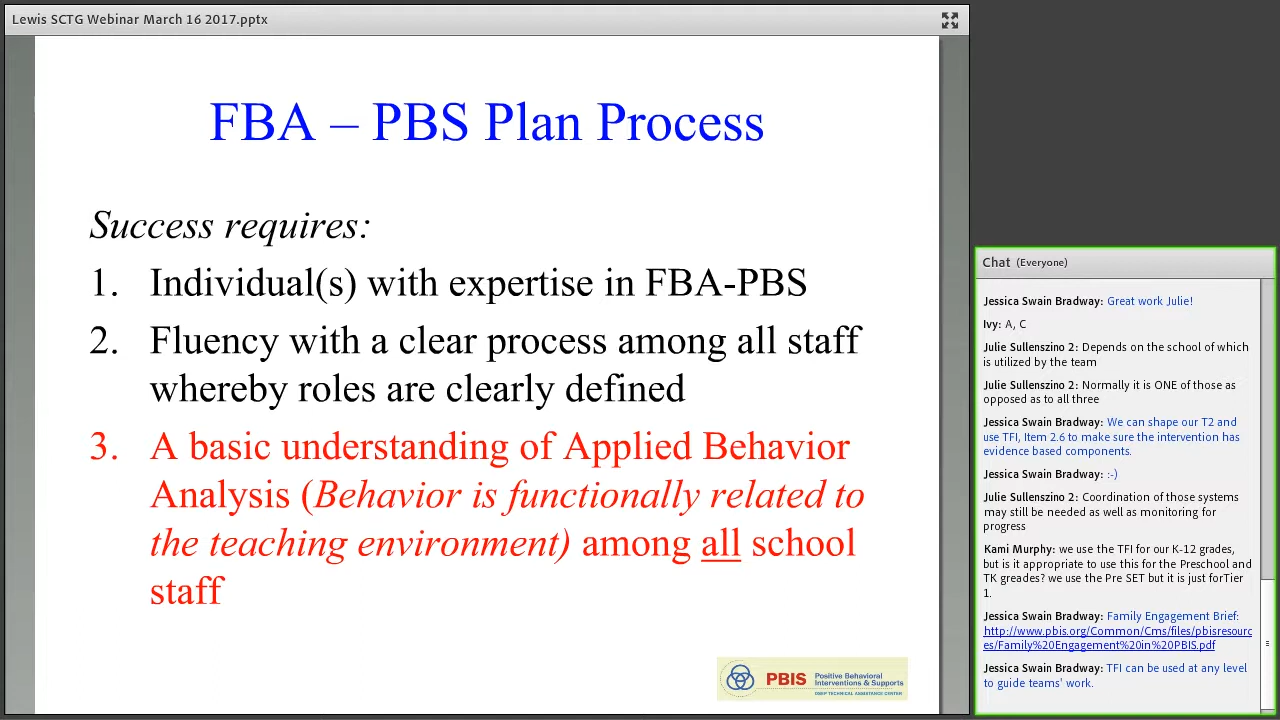 Lewis SCTG Webinar March 16 2017.pptx
FBA – PBS Plan Process
Success requires:
1. Individual(s) with expertise in FBA-PBS
2. Fluency with a clear process among all staff
whereby roles are clearly defined
3. A basic understanding of Applied Behavior
Analysis (Behavior is functionally related to
the teaching environment) among all school
staff
PBIS Positive Behavioral
Interventions & Supports
OSEP TECHNICAL ASSISTANCE CENTER
Chat (Everyone)
Jessica Swain Bradway: Great work Julie!
Ivy: A, C
Julie Sullenszino 2: Depends on the school of which
is utilized by the team
Julie Sullenszino 2: Normally it is ONE of those as
opposed as to all three
Jessica Swain Bradway: We can shape our T2 and
use TFI, Item 2.6 to make sure the intervention has
evidence based components.
Jessica Swain Bradway: :-)
Julie Sullenszino 2: Coordination of those systems
may still be needed as well as monitoring for
progress
Kami Murphy: we use the TFI for our K-12 grades,
but is it appropriate to use this for the Preschool and
TK greades? we use the Pre SET but it is just forTier
1.
Jessica Swain Bradway: Family Engagement Brief:
http://www.pbis.org/Common/Cms/files/pbisresourc
es/Family%20Engagement%20in%20PBIS.pdf
Jessica Swain Bradway: TFI can be used at any level
to guide teams' work.